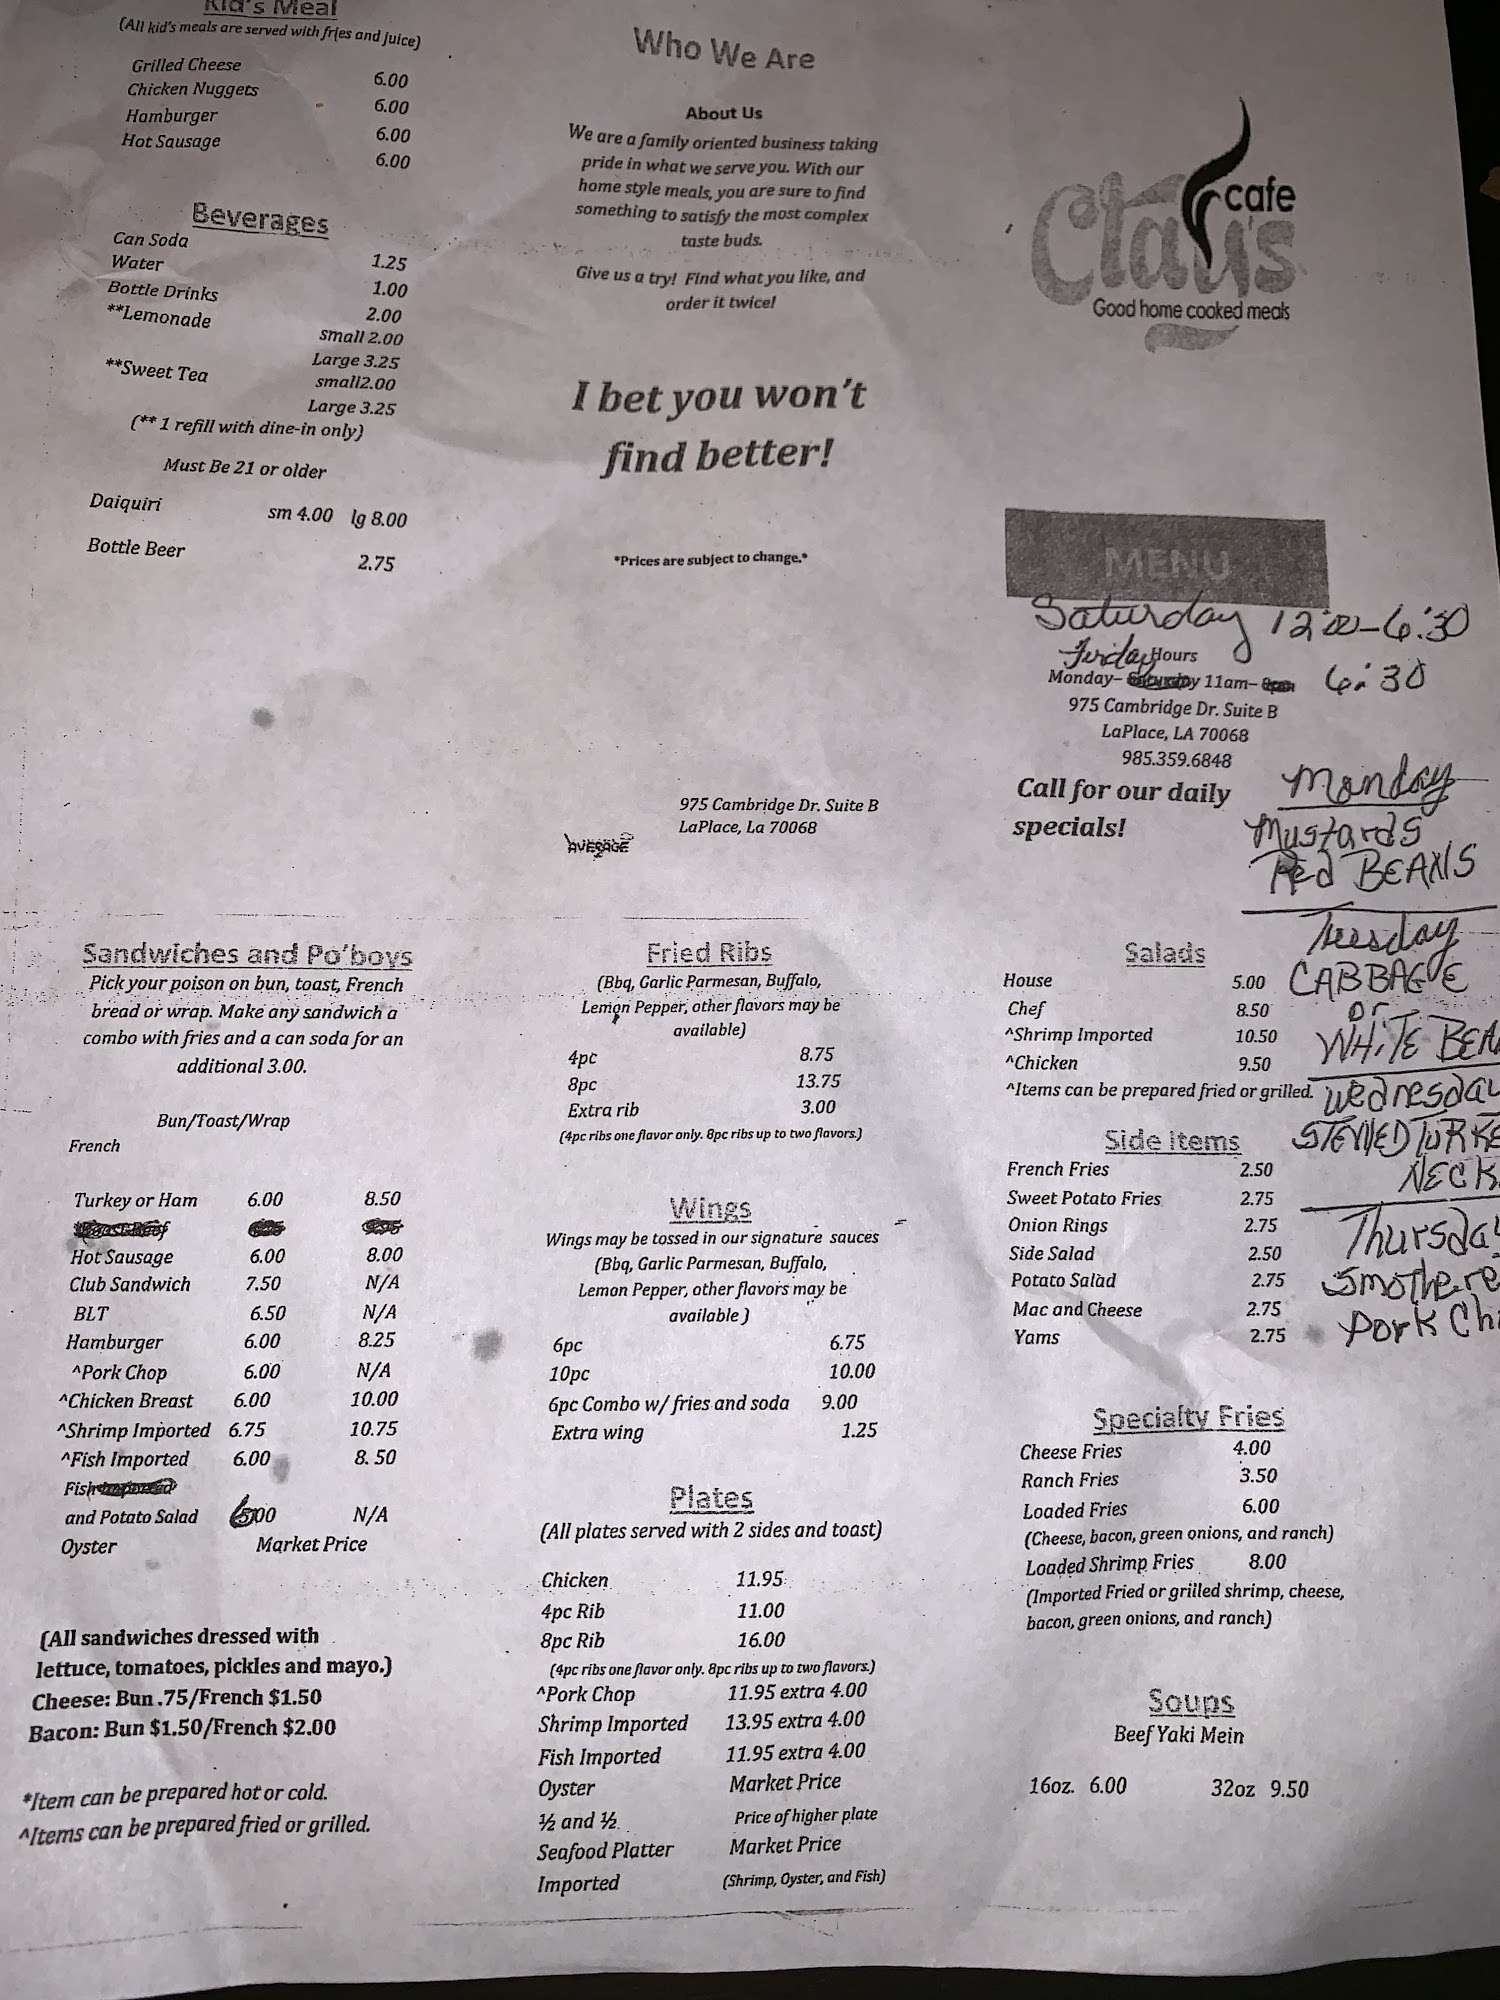 Kid's Meal
(All kid's meals are served with fries and juice)
Grilled Cheese 6.00
Chicken Nuggets 6.00
Hamburger 6.00
Hot Sausage 6.00
Beverages
Can Soda 1.25
Water 1.00
Bottle Drinks 2.00
**Lemonade small 2.00
Large 3.25
**Sweet Tea small2.00
Large 3.25
(** 1 refill with dine-in only)
Must Be 21 or older
Daiquiri sm 4.00 lg 8.00
Bottle Beer 2.75
Who We Are
About Us
We are a family oriented business taking
pride in what we serve you. With our
home style meals, you are sure to find
something to satisfy the most complex
taste buds.
Give us a try! Find what you like, and
order it twice!
I bet you won't
find better!
*Prices are subject to change.*
975 Cambridge Dr. Suite B
LaPlace, La 70068
AVERAGE
cafe
Good home cooked meals
MENU
Saturday 12:00-6:30
Friday Hours
Monday- 11am- 6:30
975 Cambridge Dr. Suite B
LaPlace, LA 70068
985.359.6848
Call for our daily
specials!
Monday
Mustards
Red BEANS
Tuesday
CABBAGE
or
WHITE BEA
Wednesday
STEWED TURKE
NECK
Thursday
Smothere
Pork Ch
Sandwiches and Po'boys
Pick your poison on bun, toast, French
bread or wrap. Make any sandwich a
combo with fries and a can soda for an
additional 3.00.
Bun/Toast/Wrap
French
Turkey or Ham 6.00 8.50
Hot Sausage 6.00 8.00
Club Sandwich 7.50 N/A
BLT 6.50 N/A
Hamburger 6.00 8.25
^Pork Chop 6.00 N/A
^Chicken Breast 6.00 10.00
^Shrimp Imported 6.75 10.75
^Fish Imported 6.00 8. 50
Fish
and Potato Salad 6.00 N/A
Oyster Market Price
(All sandwiches dressed with
lettuce, tomatoes, pickles and mayo.)
Cheese: Bun .75/French $1.50
Bacon: Bun $1.50/French $2.00
*Item can be prepared hot or cold.
^Items can be prepared fried or grilled.
Fried Ribs
(Bbq, Garlic Parmesan, Buffalo,
Lemon Pepper, other flavors may be
available)
4pc 8.75
8pc 13.75
Extra rib 3.00
(4pc ribs one flavor only. 8pc ribs up to two flavors.)
Wings
Wings may be tossed in our signature sauces
(Bbq, Garlic Parmesan, Buffalo,
Lemon Pepper, other flavors may be
available )
6pc 6.75
10pc 10.00
6pc Combo w/ fries and soda 9.00
Extra wing 1.25
Plates
(All plates served with 2 sides and toast)
Chicken 11.95
4pc Rib 11.00
8pc Rib 16.00
(4pc ribs one flavor only. 8pc ribs up to two flavors.)
^Pork Chop 11.95 extra 4.00
Shrimp Imported 13.95 extra 4.00
Fish Imported 11.95 extra 4.00
Oyster Market Price
½ and ½. Price of higher plate
Seafood Platter Market Price
Imported (Shrimp, Oyster, and Fish)
Salads
House 5.00
Chef 8.50
^Shrimp Imported 10.50
^Chicken 9.50
^Items can be prepared fried or grilled.
Side Items
French Fries 2.50
Sweet Potato Fries 2.75
Onion Rings 2.75
Side Salad 2.50
Potato Salad 2.75
Mac and Cheese 2.75
Yams 2.75
Specialty Fries
Cheese Fries 4.00
Ranch Fries 3.50
Loaded Fries 6.00
(Cheese, bacon, green onions, and ranch)
Loaded Shrimp Fries 8.00
(Imported Fried or grilled shrimp, cheese,
bacon, green onions, and ranch)
Soups
Beef Yaki Mein
16oz. 6.00 32oz 9.50